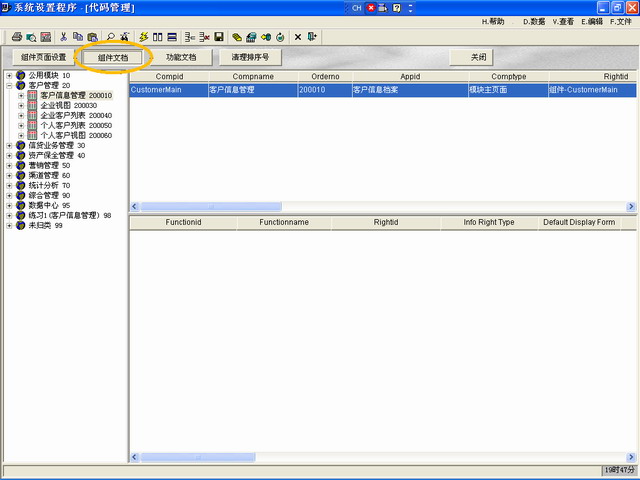 系统设置程序 - [代码管理]
CH
H.帮助 . D.数据 V.查看 E.编辑 F.文件
组件页面设置 组件文档 功能文档 清理排序号 关闭
公用模块 10
客户管理 20
客户信息管理 200010
企业视图 200030
企业客户列表 200040
个人客户列表 200050
个人客户视图 200060
信贷业务管理 30
资产保全管理 40
营销管理 50
渠道管理 60
统计分析 70
综合管理 90
数据中心 95
练习1(客户信息管理) 98
未归类 99
Compid Compname Orderno Appid Comptype Rightid
CustomerMain 客户信息管理 200010 客户信息档案 模块主页面 组件-CustomerMain
Functionid Functionname Rightid Info Right Type Default Display Form
19时47分